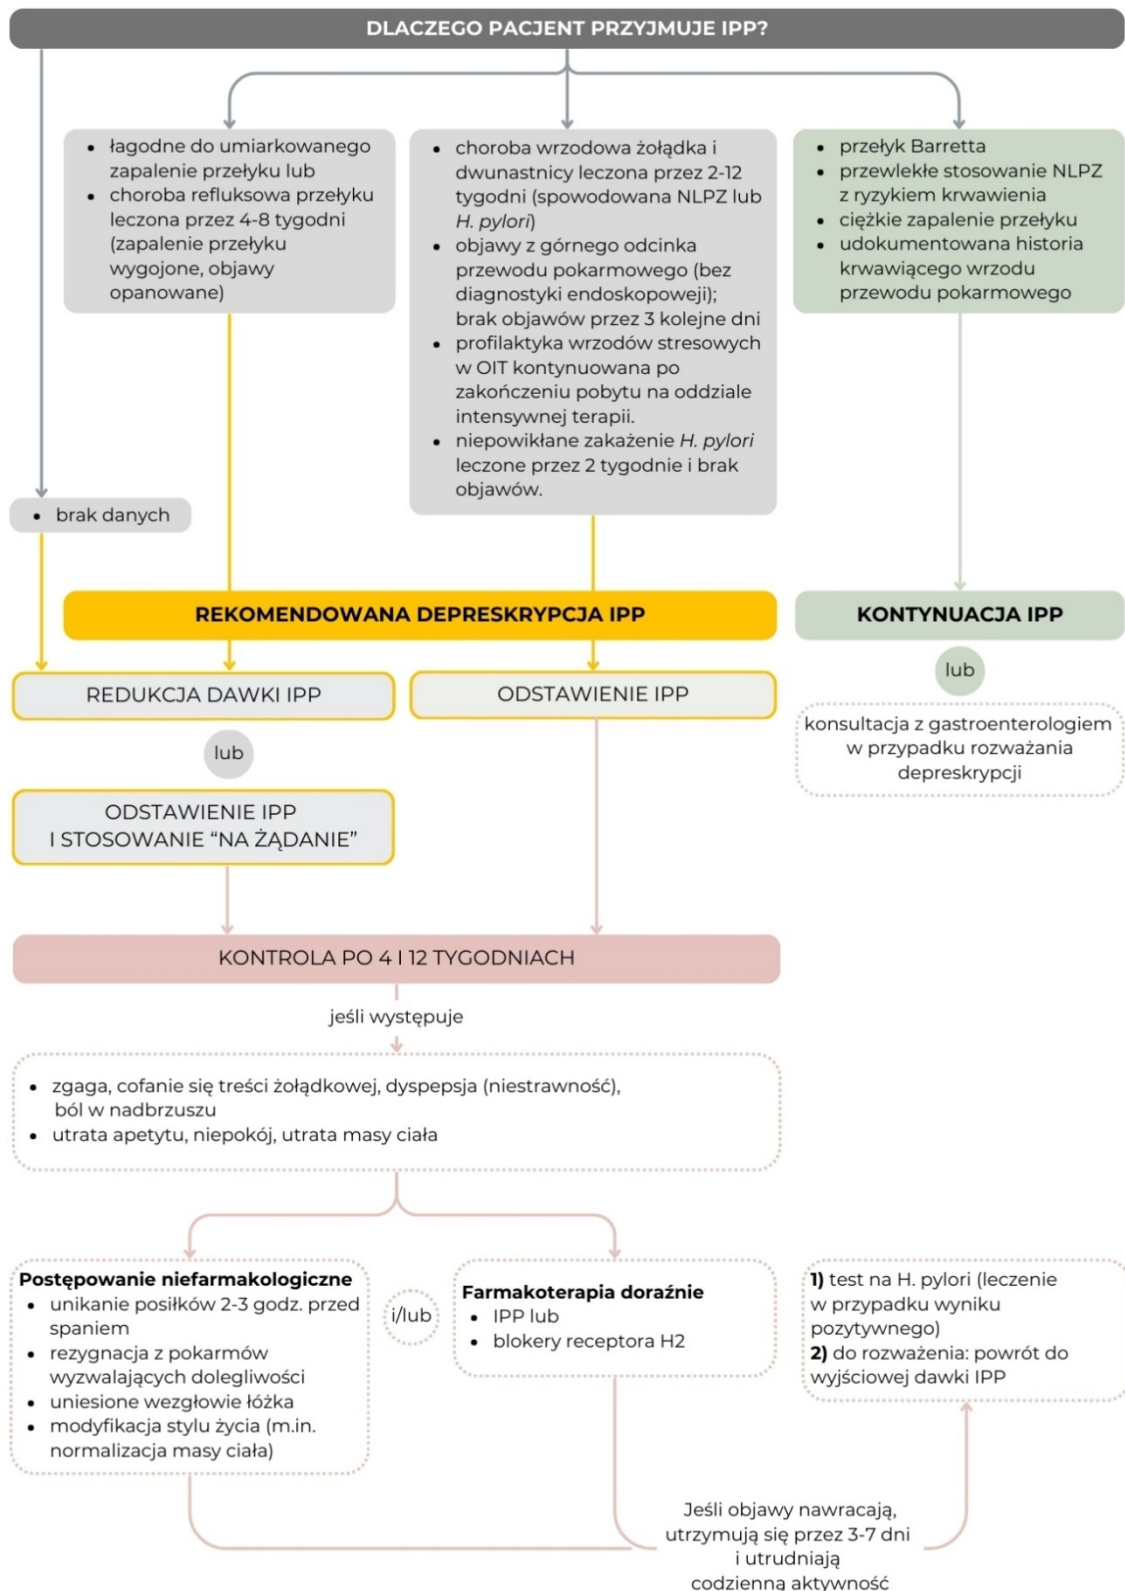 DLACZEGO PACJENT PRZYJMUJE IPP?
• łagodne do umiarkowanego
zapalenie przełyku lub
• choroba refluksowa przełyku
leczona przez 4-8 tygodni
(zapalenie przełyku
wygojone, objawy
opanowane)
• choroba wrzodowa żołądka i
dwunastnicy leczona przez 2-12
tygodni (spowodowana NLPZ lub
H. pylori)
• objawy z górnego odcinka
przewodu pokarmowego (bez
diagnostyki endoskopoweji);
brak objawów przez 3 kolejne dni
• profilaktyka wrzodów stresowych
w OIT kontynuowana po
zakończeniu pobytu na oddziale
intensywnej terapii.
• niepowikłane zakażenie H. pylori
leczone przez 2 tygodnie i brak
objawów.
• przełyk Barretta
• przewlekłe stosowanie NLPZ
z ryzykiem krwawienia
• ciężkie zapalenie przełyku
• udokumentowana historia
krwawiącego wrzodu
przewodu pokarmowego
• brak danych
REKOMENDOWANA DEPRESKRYPCJA IPP
KONTYNUACJA IPP
REDUKCJA DAWKI IPP
ODSTAWIENIE IPP
lub
konsultacja z gastroenterologiem
w przypadku rozważania
depreskrypcji
lub
ODSTAWIENIE IPP
I STOSOWANIE “NA ŻĄDANIE”
KONTROLA PO 4 I 12 TYGODNIACH
jeśli występuje
• zgaga, cofanie się treści żołądkowej, dyspepsja (niestrawność),
ból w nadbrzuszu
• utrata apetytu, niepokój, utrata masy ciała
Postępowanie niefarmakologiczne
• unikanie posiłków 2-3 godz. przed
spaniem
• rezygnacja z pokarmów
wyzwalających dolegliwości
• uniesione wezgłowie łóżka
• modyfikacja stylu życia (m.in.
normalizacja masy ciała)
i/lub
Farmakoterapia doraźnie
• IPP lub
• blokery receptora H2
1) test na H. pylori (leczenie
w przypadku wyniku
pozytywnego)
2) do rozważenia: powrót do
wyjściowej dawki IPP
Jeśli objawy nawracają,
utrzymują się przez 3-7 dni
i utrudniają
codzienną aktywność